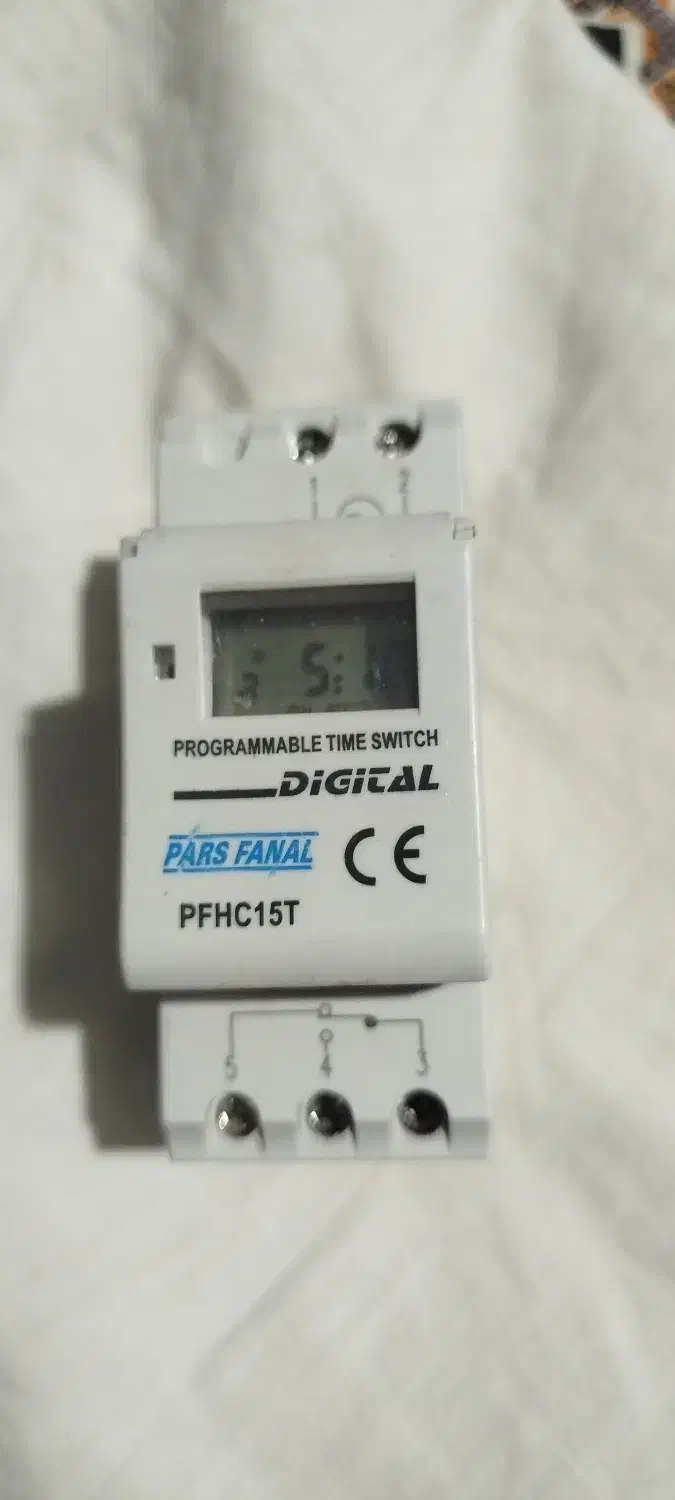 1 2
5:
PROGRAMMABLE TIME SWITCH
DiGiTAL
PARS FANAL CE
PFHC15T
5 4 3